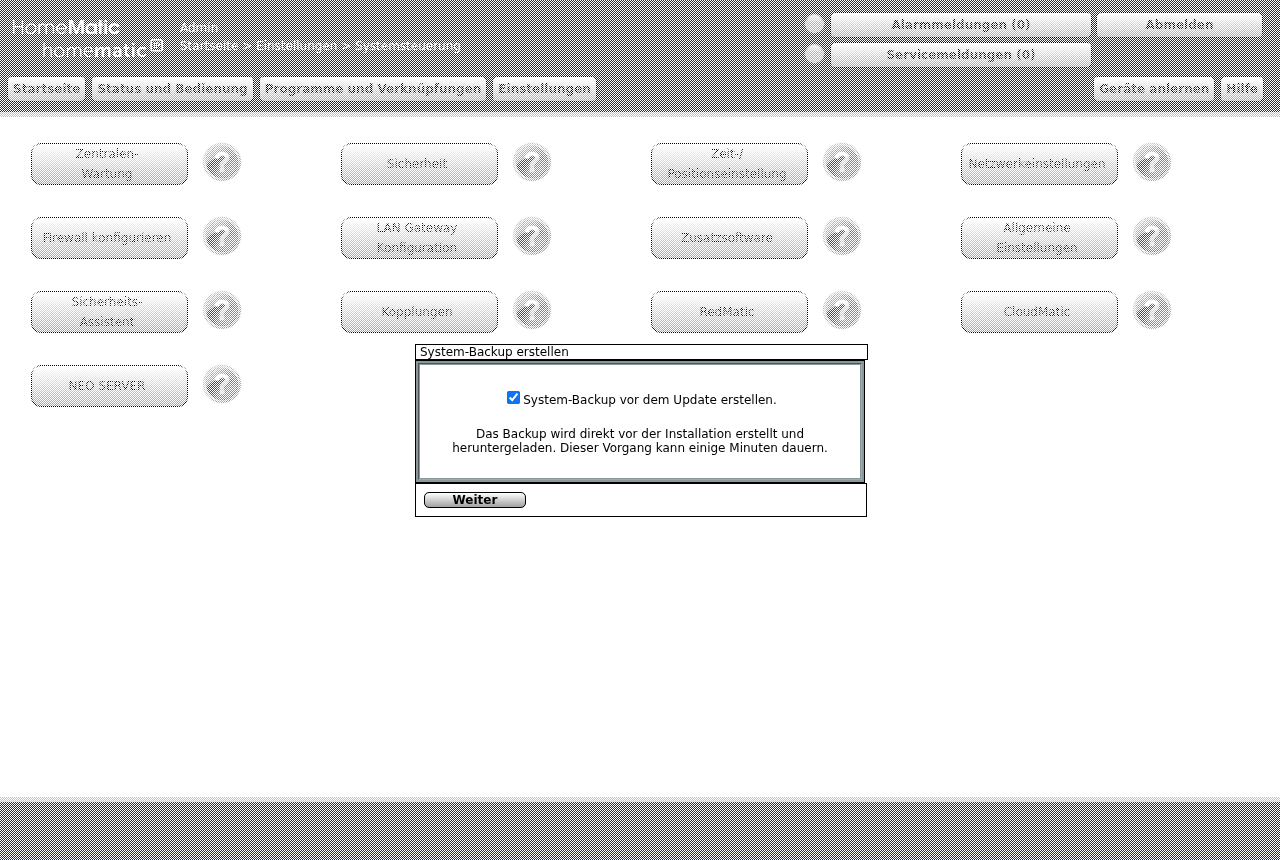 HomeMatic
homematic IP
Admin
Startseite > Einstellungen > Systemsteuerung
Alarmmeldungen (0)
Abmelden
Servicemeldungen (0)
Startseite
Status und Bedienung
Programme und Verknüpfungen
Einstellungen
Geräte anlernen
Hilfe
Zentralen-
Wartung
?
Sicherheit
?
Zeit-/
Positionseinstellung
?
Netzwerkeinstellungen
?
Firewall konfigurieren
?
LAN Gateway
Konfiguration
?
Zusatzsoftware
?
Allgemeine
Einstellungen
?
Sicherheits-
Assistent
?
Kopplungen
?
RedMatic
?
CloudMatic
?
NEO SERVER
?
System-Backup erstellen
System-Backup vor dem Update erstellen.
Das Backup wird direkt vor der Installation erstellt und
heruntergeladen. Dieser Vorgang kann einige Minuten dauern.
Weiter